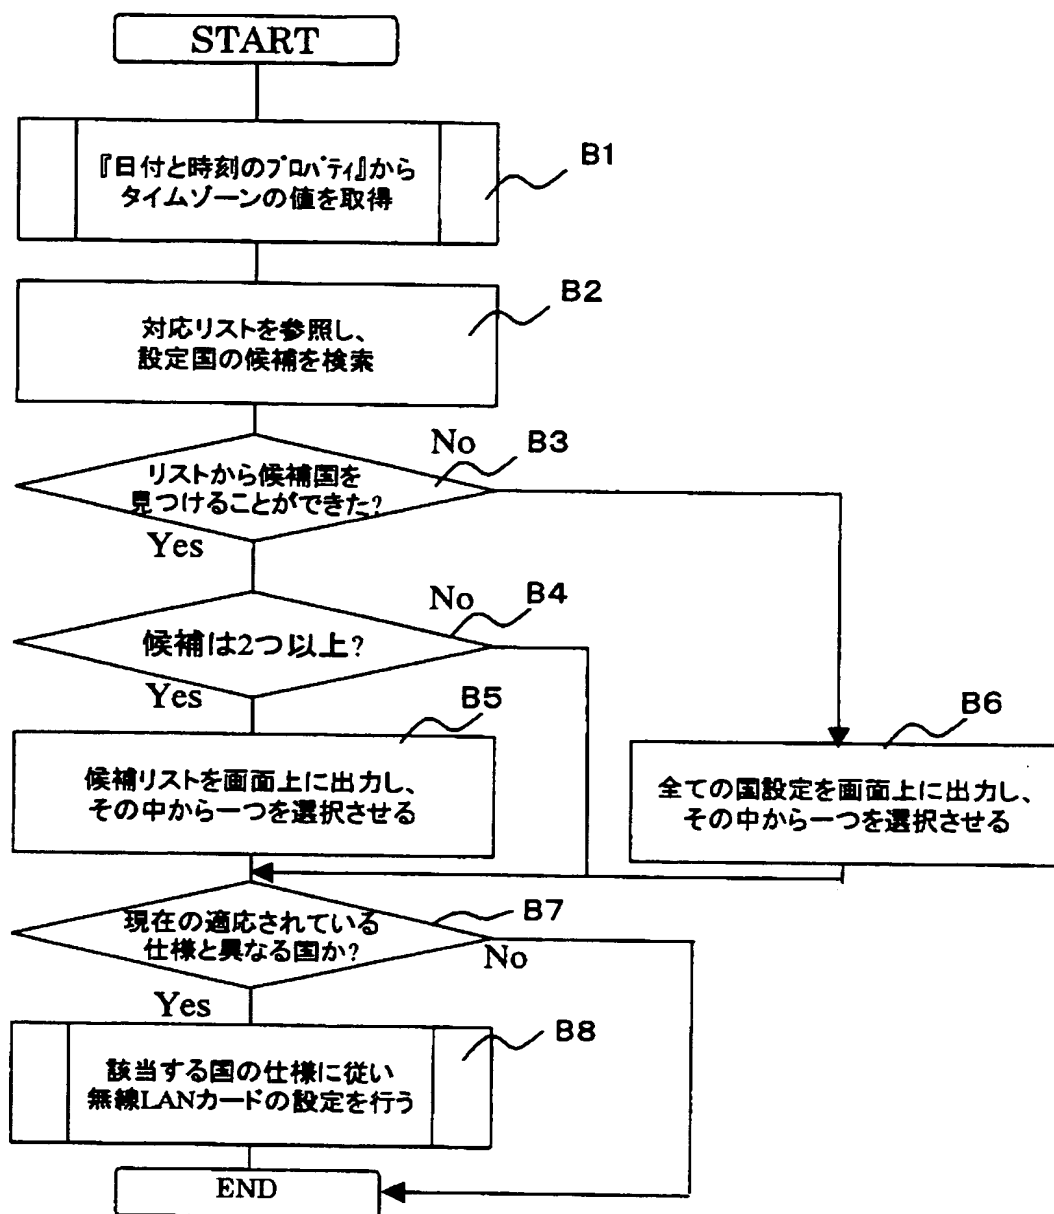 START
『日付と時刻のプロパティ』から
タイムゾーンの値を取得
B1
対応リストを参照し、
設定国の候補を検索
B2
リストから候補国を
見つけることができた?
No
B3
Yes
候補は2つ以上?
No
B4
Yes
候補リストを画面上に出力し、
その中から一つを選択させる
B5
全ての国設定を画面上に出力し、
その中から一つを選択させる
B6
現在の適応されている
仕様と異なる国か?
B7
No
Yes
該当する国の仕様に従い
無線LANカードの設定を行う
B8
END